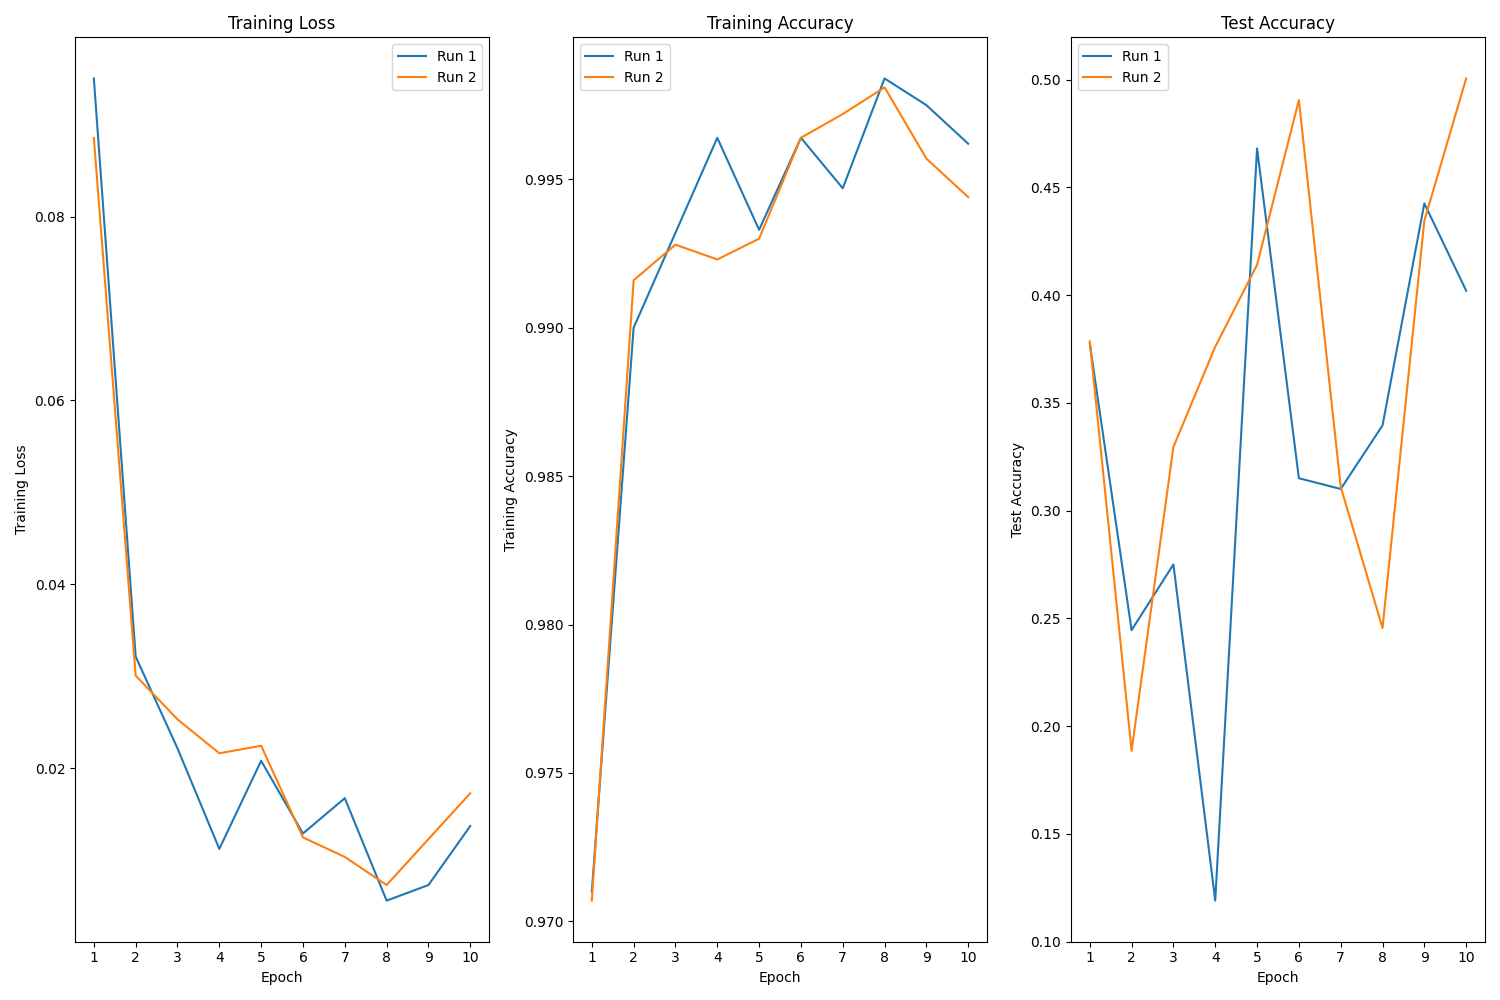 Training Loss
Run 1
Run 2
0.08
0.06
0.04
0.02
Training Loss
1 2 3 4 5 6 7 8 9 10
Epoch
Training Accuracy
Run 1
Run 2
0.995
0.990
0.985
0.980
0.975
0.970
Training Accuracy
1 2 3 4 5 6 7 8 9 10
Epoch
Test Accuracy
Run 1
Run 2
0.50
0.45
0.40
0.35
0.30
0.25
0.20
0.15
0.10
Test Accuracy
1 2 3 4 5 6 7 8 9 10
Epoch